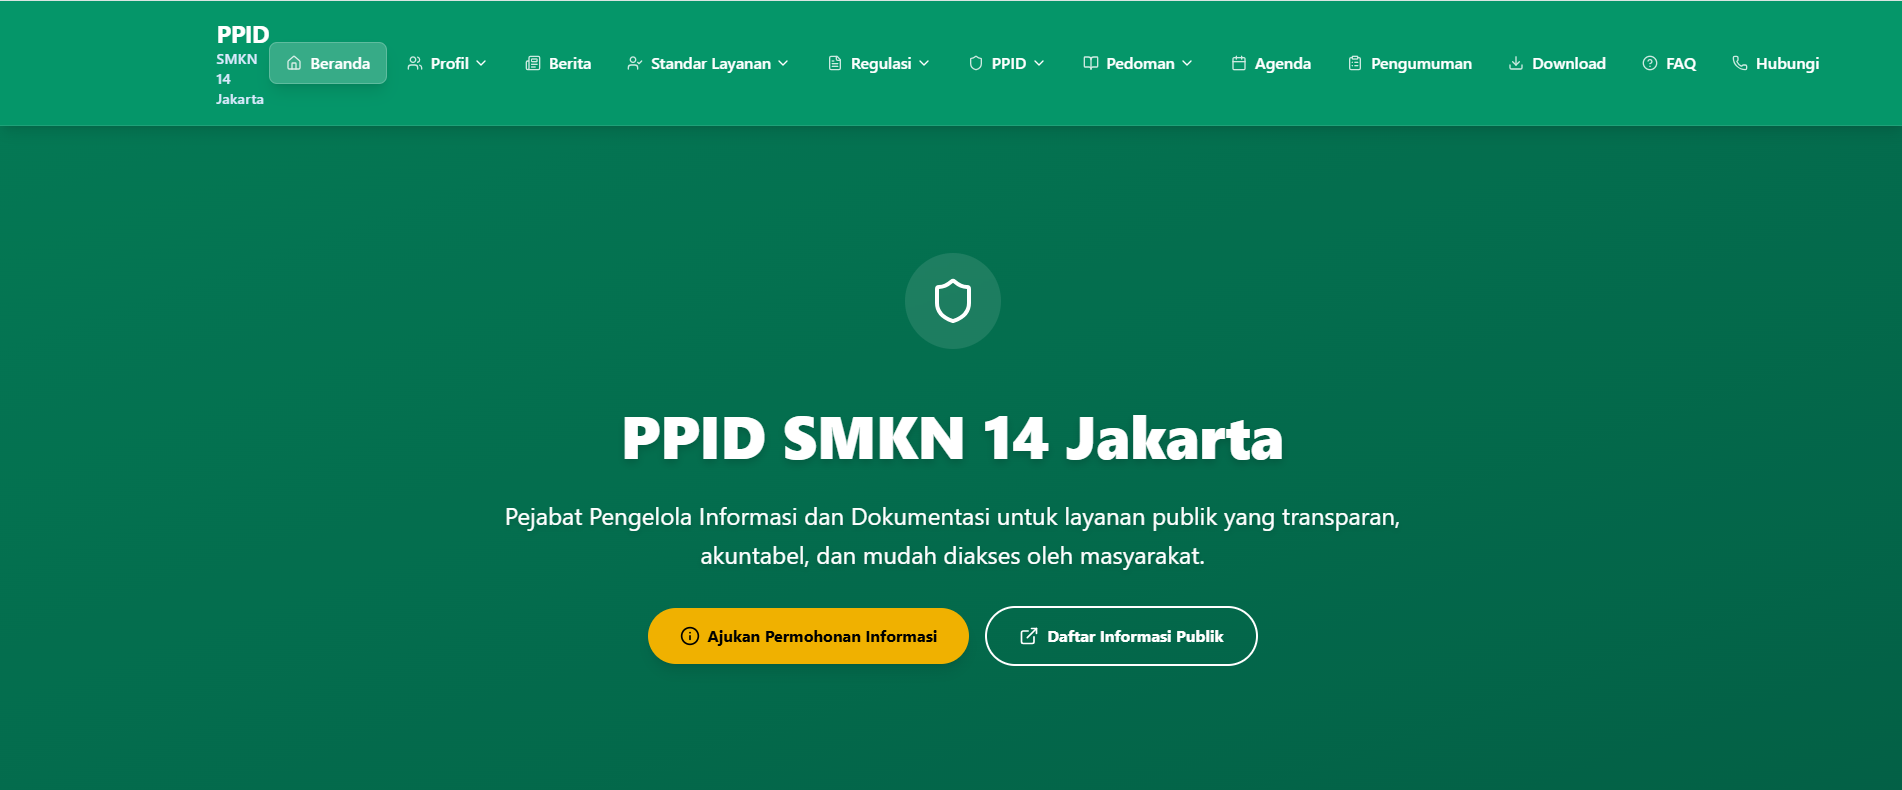 PPID
SMKN
14
Jakarta
Beranda
Profil
Berita
Standar Layanan
Regulasi
PPID
Pedoman
Agenda
Pengumuman
Download
FAQ
Hubungi
PPID SMKN 14 Jakarta
Pejabat Pengelola Informasi dan Dokumentasi untuk layanan publik yang transparan,
akuntabel, dan mudah diakses oleh masyarakat.
Ajukan Permohonan Informasi
Daftar Informasi Publik